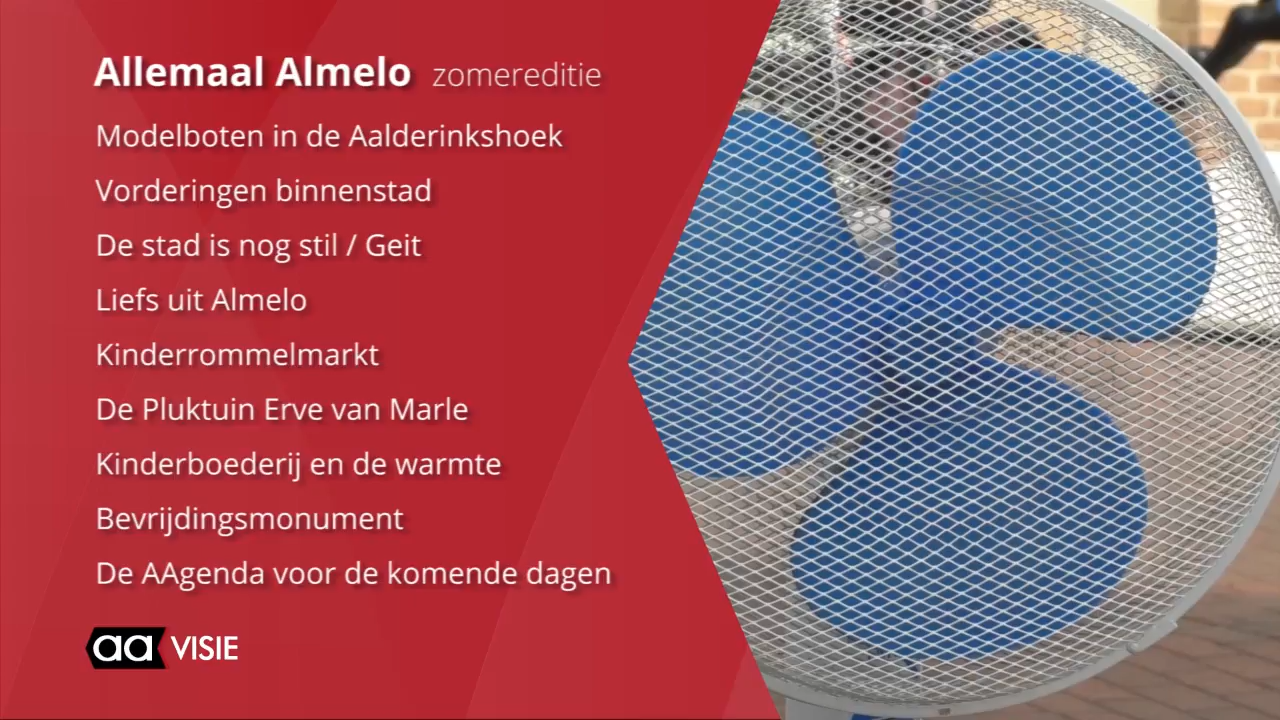 Allemaal Almelo zomereditie
Modelboten in de Aalderinkshoek
Vorderingen binnenstad
De stad is nog stil / Geit
Liefs uit Almelo
Kinderrommelmarkt
De Pluktuin Erve van Marle
Kinderboederij en de warmte
Bevrijdingsmonument
De AAgenda voor de komende dagen
aa VISIE